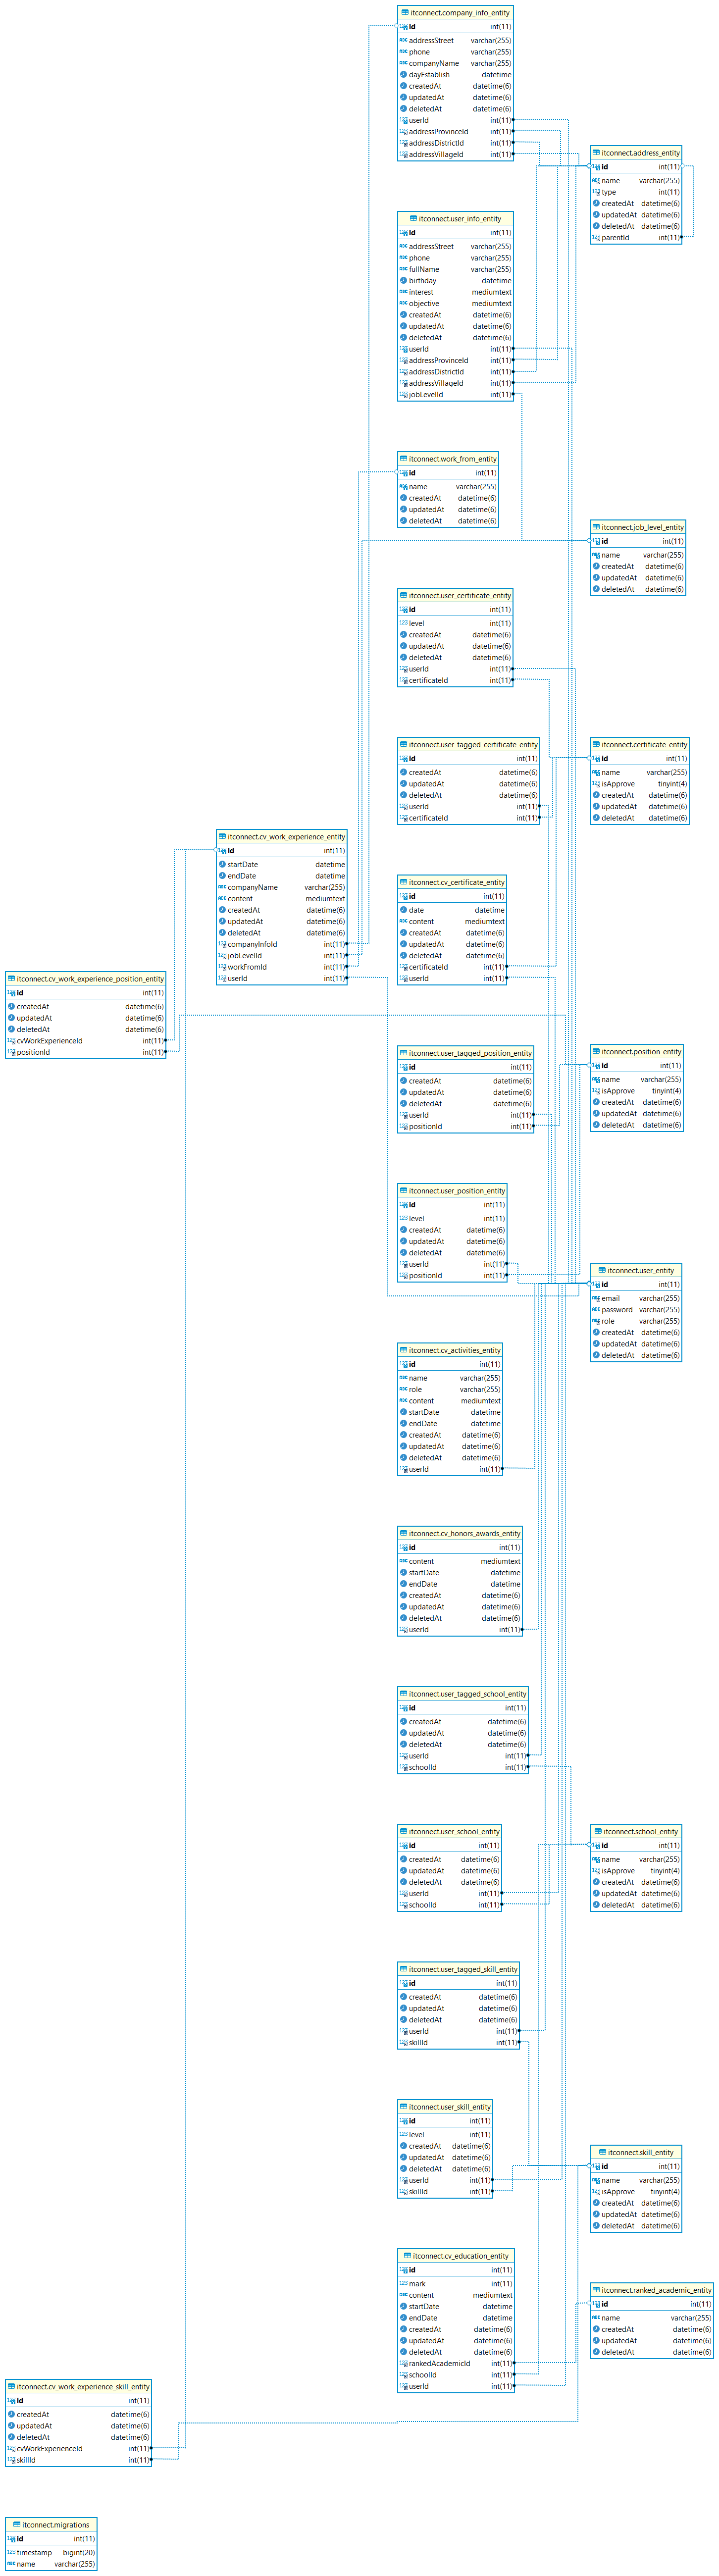 itconnect.company_info_entity
id int(11)
addressStreet varchar(255)
phone varchar(255)
companyName varchar(255)
dayEstablish datetime
createdAt datetime(6)
updatedAt datetime(6)
deletedAt datetime(6)
userId int(11)
addressProvinceId int(11)
addressDistrictId int(11)
addressVillageId int(11)
itconnect.address_entity
id int(11)
name varchar(255)
type int(11)
createdAt datetime(6)
updatedAt datetime(6)
deletedAt datetime(6)
parentId int(11)
itconnect.user_info_entity
id int(11)
addressStreet varchar(255)
phone varchar(255)
fullName varchar(255)
birthday datetime
interest mediumtext
objective mediumtext
createdAt datetime(6)
updatedAt datetime(6)
deletedAt datetime(6)
userId int(11)
addressProvinceId int(11)
addressDistrictId int(11)
addressVillageId int(11)
jobLevelId int(11)
itconnect.work_from_entity
id int(11)
name varchar(255)
createdAt datetime(6)
updatedAt datetime(6)
deletedAt datetime(6)
itconnect.job_level_entity
id int(11)
name varchar(255)
createdAt datetime(6)
updatedAt datetime(6)
deletedAt datetime(6)
itconnect.user_certificate_entity
id int(11)
123 level int(11)
createdAt datetime(6)
updatedAt datetime(6)
deletedAt datetime(6)
userId int(11)
certificateId int(11)
itconnect.user_tagged_certificate_entity
id int(11)
createdAt datetime(6)
updatedAt datetime(6)
deletedAt datetime(6)
userId int(11)
certificateId int(11)
itconnect.certificate_entity
id int(11)
name varchar(255)
isApprove tinyint(4)
createdAt datetime(6)
updatedAt datetime(6)
deletedAt datetime(6)
itconnect.cv_work_experience_entity
id int(11)
startDate datetime
endDate datetime
companyName varchar(255)
content mediumtext
createdAt datetime(6)
updatedAt datetime(6)
deletedAt datetime(6)
companyInfoId int(11)
jobLevelId int(11)
workFromId int(11)
userId int(11)
itconnect.cv_certificate_entity
id int(11)
date datetime
content mediumtext
createdAt datetime(6)
updatedAt datetime(6)
deletedAt datetime(6)
certificateId int(11)
userId int(11)
itconnect.cv_work_experience_position_entity
id int(11)
createdAt datetime(6)
updatedAt datetime(6)
deletedAt datetime(6)
cvWorkExperienceId int(11)
positionId int(11)
itconnect.user_tagged_position_entity
id int(11)
createdAt datetime(6)
updatedAt datetime(6)
deletedAt datetime(6)
userId int(11)
positionId int(11)
itconnect.position_entity
id int(11)
name varchar(255)
isApprove tinyint(4)
createdAt datetime(6)
updatedAt datetime(6)
deletedAt datetime(6)
itconnect.user_position_entity
id int(11)
123 level int(11)
createdAt datetime(6)
updatedAt datetime(6)
deletedAt datetime(6)
userId int(11)
positionId int(11)
itconnect.user_entity
id int(11)
email varchar(255)
password varchar(255)
role varchar(255)
createdAt datetime(6)
updatedAt datetime(6)
deletedAt datetime(6)
itconnect.cv_activities_entity
id int(11)
name varchar(255)
role varchar(255)
content mediumtext
startDate datetime
endDate datetime
createdAt datetime(6)
updatedAt datetime(6)
deletedAt datetime(6)
userId int(11)
itconnect.cv_honors_awards_entity
id int(11)
content mediumtext
startDate datetime
endDate datetime
createdAt datetime(6)
updatedAt datetime(6)
deletedAt datetime(6)
userId int(11)
itconnect.user_tagged_school_entity
id int(11)
createdAt datetime(6)
updatedAt datetime(6)
deletedAt datetime(6)
userId int(11)
schoolId int(11)
itconnect.user_school_entity
id int(11)
createdAt datetime(6)
updatedAt datetime(6)
deletedAt datetime(6)
userId int(11)
schoolId int(11)
itconnect.school_entity
id int(11)
name varchar(255)
isApprove tinyint(4)
createdAt datetime(6)
updatedAt datetime(6)
deletedAt datetime(6)
itconnect.user_tagged_skill_entity
id int(11)
createdAt datetime(6)
updatedAt datetime(6)
deletedAt datetime(6)
userId int(11)
skillId int(11)
itconnect.user_skill_entity
id int(11)
123 level int(11)
createdAt datetime(6)
updatedAt datetime(6)
deletedAt datetime(6)
userId int(11)
skillId int(11)
itconnect.skill_entity
id int(11)
name varchar(255)
isApprove tinyint(4)
createdAt datetime(6)
updatedAt datetime(6)
deletedAt datetime(6)
itconnect.cv_education_entity
id int(11)
123 mark int(11)
content mediumtext
startDate datetime
endDate datetime
createdAt datetime(6)
updatedAt datetime(6)
deletedAt datetime(6)
rankedAcademicId int(11)
schoolId int(11)
userId int(11)
itconnect.ranked_academic_entity
id int(11)
name varchar(255)
createdAt datetime(6)
updatedAt datetime(6)
deletedAt datetime(6)
itconnect.cv_work_experience_skill_entity
id int(11)
createdAt datetime(6)
updatedAt datetime(6)
deletedAt datetime(6)
cvWorkExperienceId int(11)
skillId int(11)
itconnect.migrations
id int(11)
123 timestamp bigint(20)
name varchar(255)